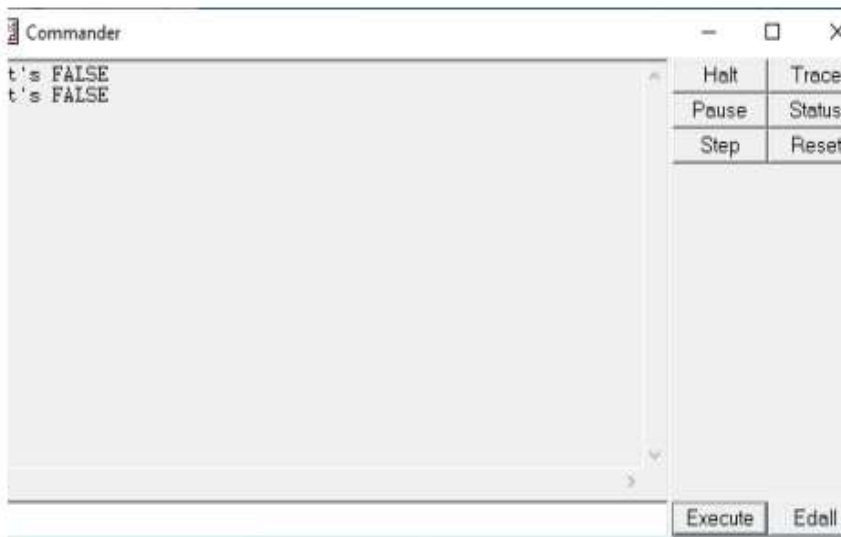 Commander
t's FALSE
t's FALSE
Halt Trace
Pause Status
Step Reset
Execute Edall